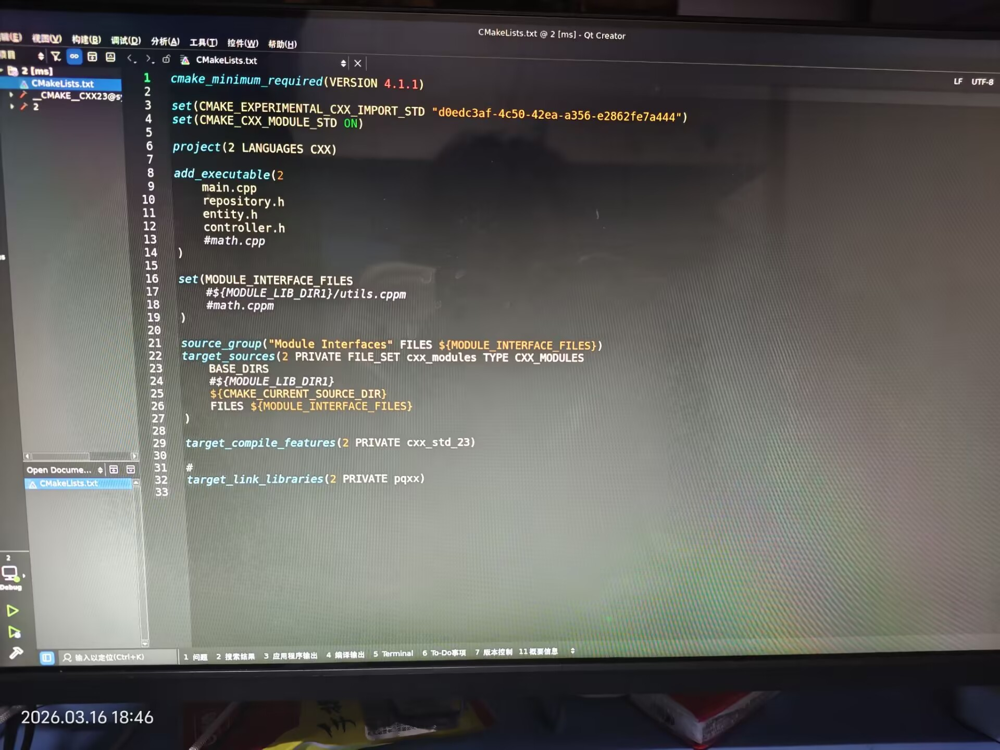 CMakeLists.txt @ 2 [ms] - Qt Creator
辑(E) 视图(V) 构建(B) 调试(D) 分析(A) 工具(T) 控件(W) 帮助(H)
项目
CMakeLists.txt
LF UTF-8
2 [ms]
CMakeLists.txt
__CMAKE__CXX23@sy
2
1 cmake_minimum_required(VERSION 4.1.1)
2
3 set(CMAKE_EXPERIMENTAL_CXX_IMPORT_STD "d0edc3af-4c50-42ea-a356-e2862fe7a444")
4 set(CMAKE_CXX_MODULE_STD ON)
5
6 project(2 LANGUAGES CXX)
7
8 add_executable(2
9 main.cpp
10 repository.h
11 entity.h
12 controller.h
13 #math.cpp
14 )
15
16 set(MODULE_INTERFACE_FILES
17 #${MODULE_LIB_DIR1}/utils.cppm
18 #math.cppm
19 )
20
21 source_group("Module Interfaces" FILES ${MODULE_INTERFACE_FILES})
22 target_sources(2 PRIVATE FILE_SET cxx_modules TYPE CXX_MODULES
23 BASE_DIRS
24 #${MODULE_LIB_DIR1}
25 ${CMAKE_CURRENT_SOURCE_DIR}
26 FILES ${MODULE_INTERFACE_FILES}
27 )
28
29 target_compile_features(2 PRIVATE cxx_std_23)
30
31 #
32 target_link_libraries(2 PRIVATE pqxx)
33
Open Docume...
CMakeLists.txt
2
Debug
输入以定位(Ctrl+K)
1 问题 2 搜索结果 3 应用程序输出 4 编译输出 5 Terminal 6 To-Do事项 7 版本控制 11 概要信息
2026.03.16 18:46